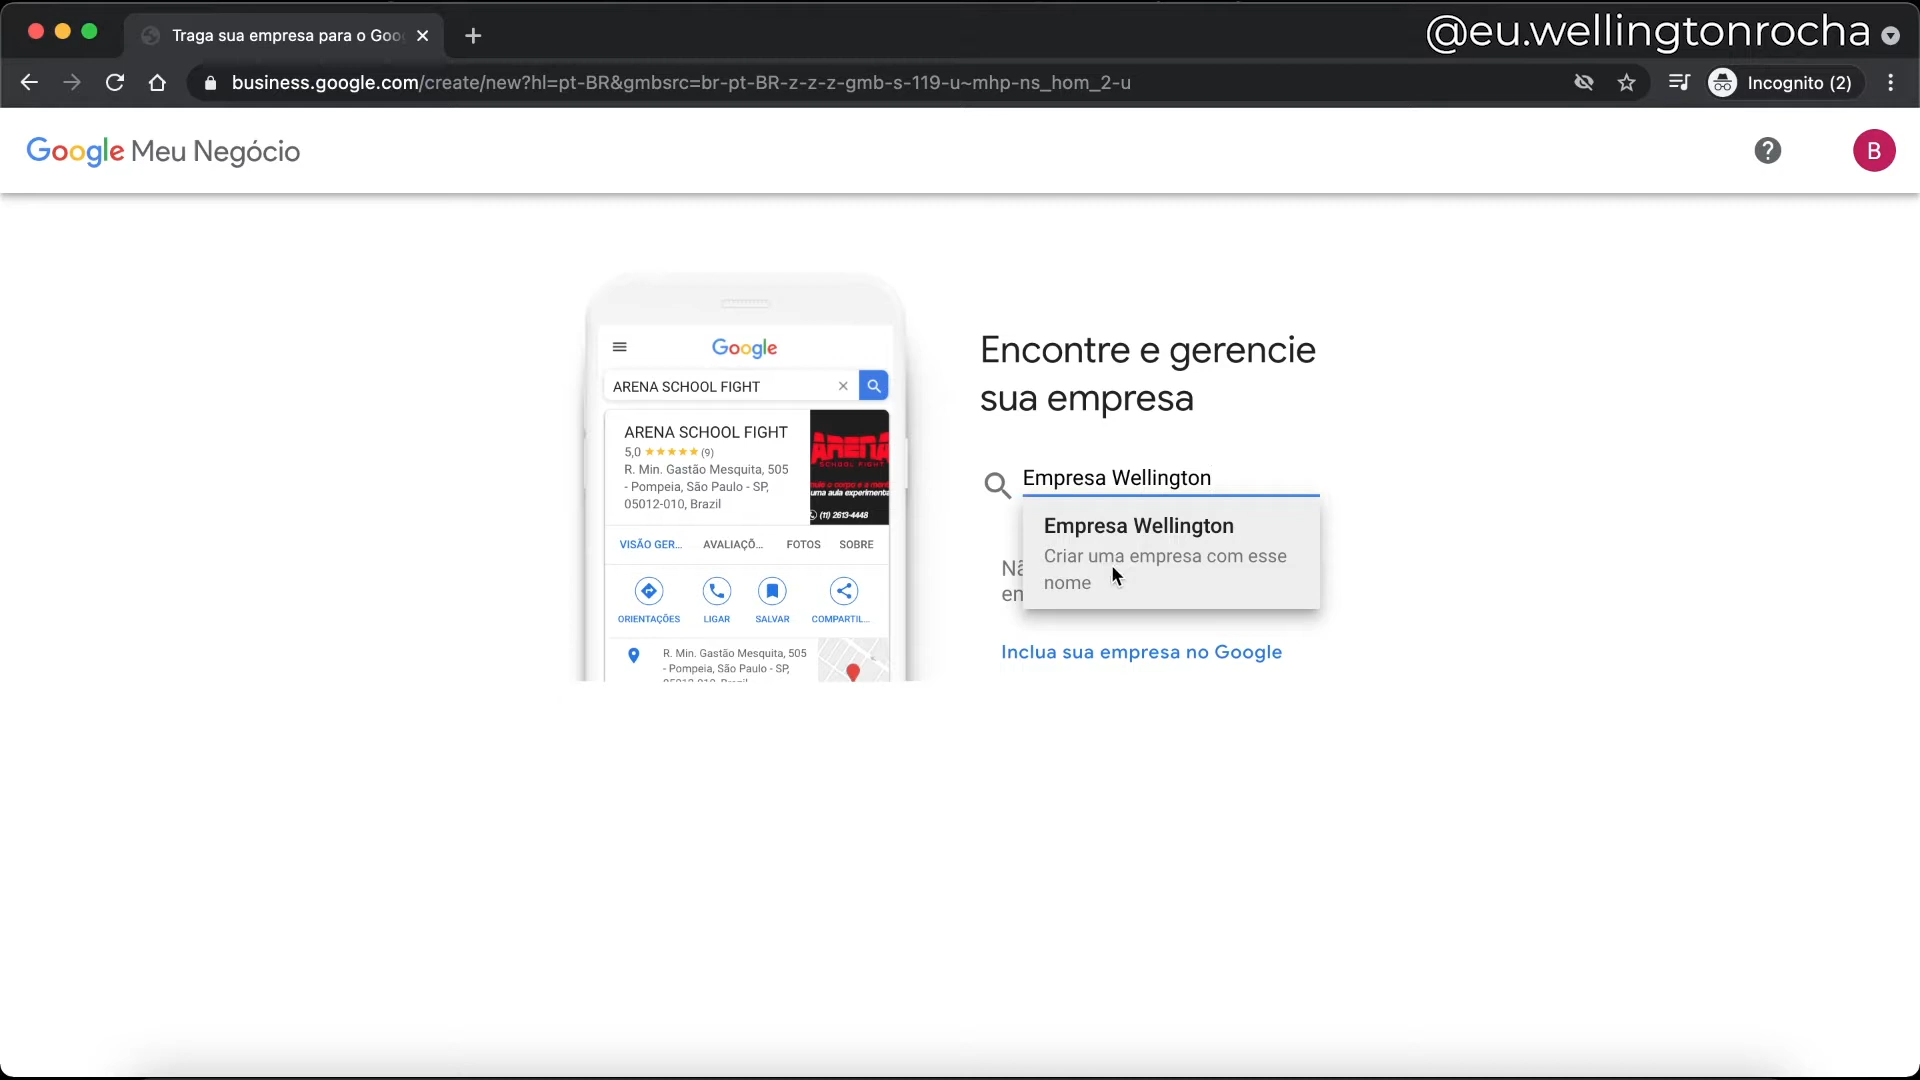 Traga sua empresa para o Goo
@eu.wellingtonrocha
business.google.com/create/new?hl=pt-BR&gmbsrc=br-pt-BR-z-z-z-gmb-s-119-u~mhp-ns_hom_2-u
Incognito (2)
Google Meu Negócio
B
Google
ARENA SCHOOL FIGHT
ARENA SCHOOL FIGHT
5,0 (9)
R. Min. Gastão Mesquita, 505
- Pompeia, São Paulo - SP,
05012-010, Brazil
ARENA
SCHOOL FIGHT
uma aula experimenta
(11) 2613-4448
VISÃO GER... AVALIAÇÕ... FOTOS SOBRE
ORIENTAÇÕES LIGAR SALVAR COMPARTIL...
R. Min. Gastão Mesquita, 505
- Pompeia, São Paulo - SP,
Encontre e gerencie
sua empresa
Empresa Wellington
Empresa Wellington
Criar uma empresa com esse
nome
Inclua sua empresa no Google